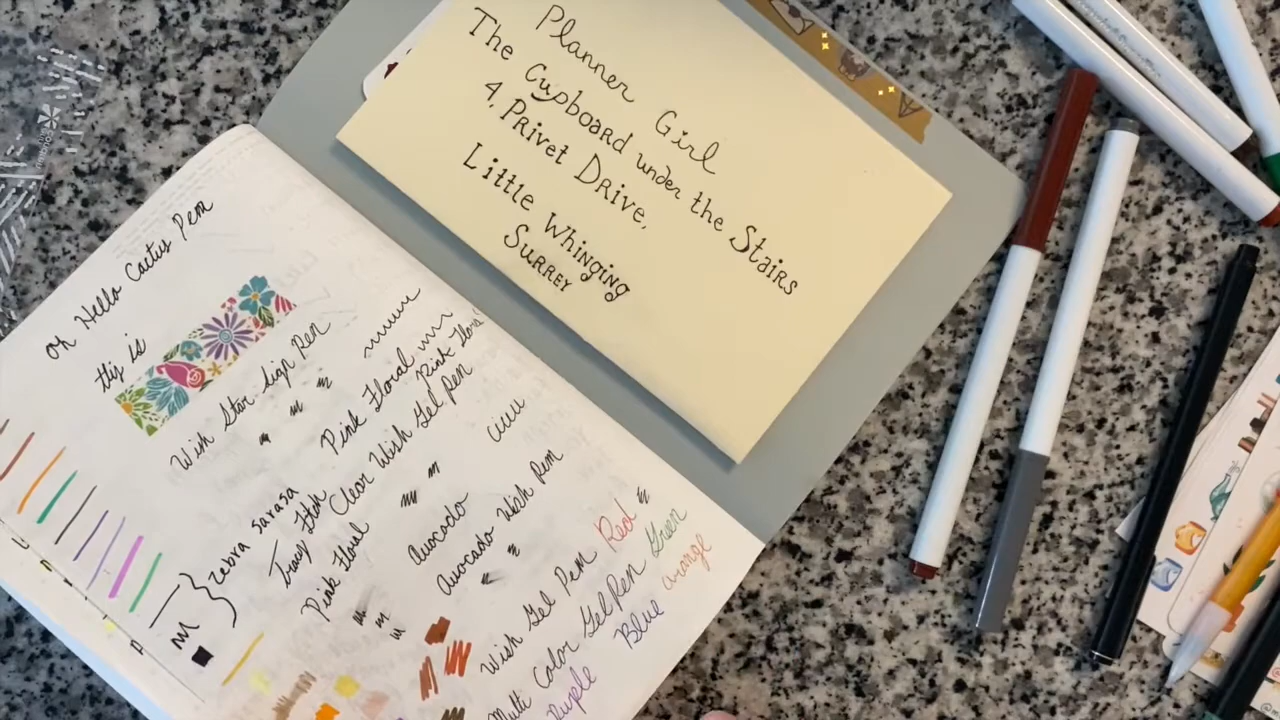 Planner Girl
The Cupboard under the Stairs
4, Privet Drive,
Little Whinging
SURREY
Oh Hello Cactus Pen
this is
Wish Star Sign Pen
Pink Floral
Pink Floral
Clear Wish Gel Pen
zebra sarasa
Pink Floral
Avocado
Avocado Wish Pen
Wish Gel Pen Red
Multi Color Gel Pen Green
Purple Blue Orange